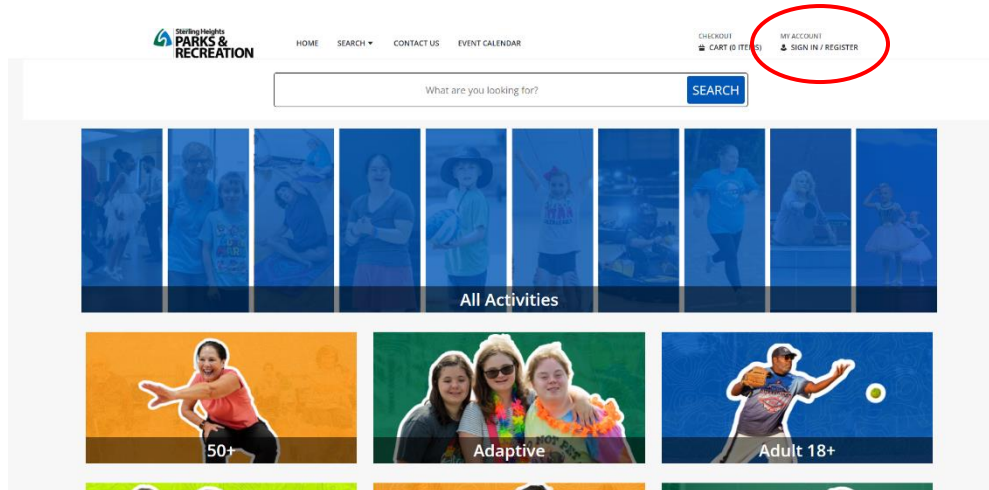 Sterling Heights
PARKS &
RECREATION
HOME SEARCH CONTACT US EVENT CALENDAR
CHECKOUT
CART (0 ITEMS)
MY ACCOUNT
SIGN IN / REGISTER
What are you looking for?
SEARCH
All Activities
50+
Adaptive
Adult 18+